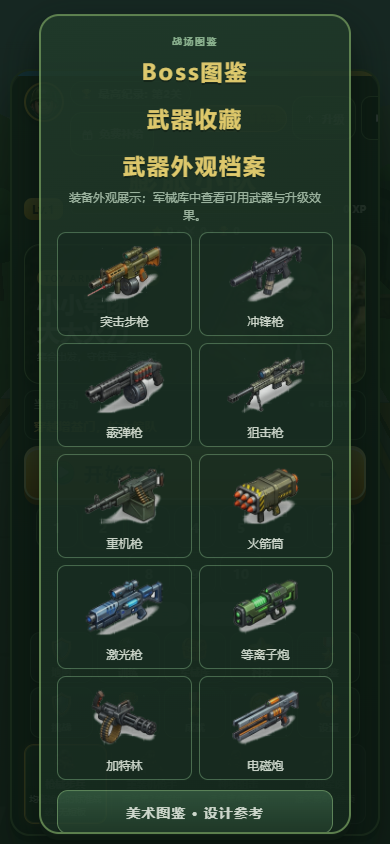 战场图鉴
Boss图鉴
武器收藏
武器外观档案
装备外观展示；军械库中查看可用武器与升级效
果。
突击步枪
冲锋枪
霰弹枪
狙击枪
重机枪
火箭筒
激光枪
等离子炮
加特林
电磁炮
美术图鉴 • 设计参考
XP